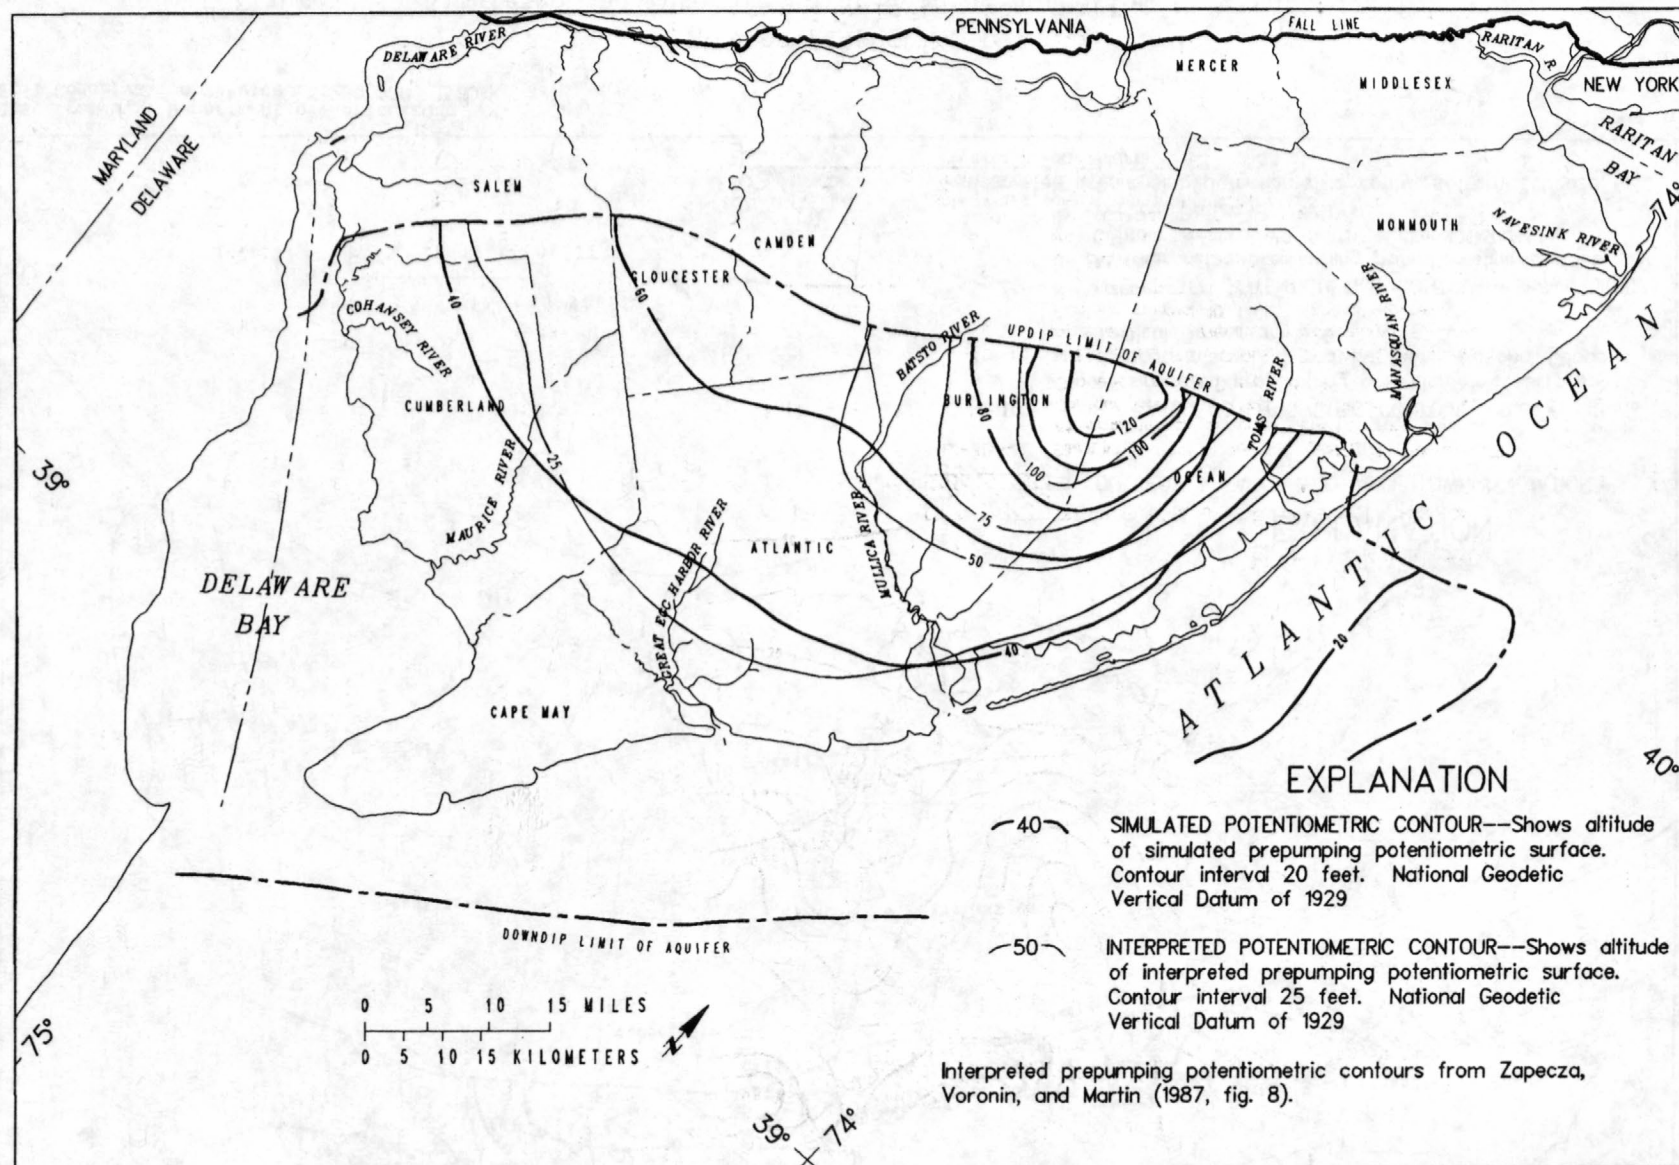 PENNSYLVANIA
FALL LINE
RARITAN R
DELAWARE RIVER
MERCER
MIDDLESEX
NEW YORK
RARITAN
BAY
74°
MARYLAND
DELAWARE
SALEM
CAMDEN
MONMOUTH
NAVESINK RIVER
GLOUCESTER
40
60
COHANSEY
RIVER
BATSTO RIVER
UPDIP LIMIT OF
AQUIFER
TOMS RIVER
MANASQUAN RIVER
CUMBERLAND
BURLINGTON
80
120
100
100
OCEAN
25
75
50
39°
MAURICE RIVER
GREAT EGG HARBOR RIVER
ATLANTIC
MULLICA RIVER
DELAWARE
BAY
40
20
ATLANTIC
OCEAN
CAPE MAY
40°
DOWNDIP LIMIT OF AQUIFER
0 5 10 15 MILES
0 5 10 15 KILOMETERS
N
75°
39°
74°
EXPLANATION
40 SIMULATED POTENTIOMETRIC CONTOUR--Shows altitude
of simulated prepumping potentiometric surface.
Contour interval 20 feet. National Geodetic
Vertical Datum of 1929
50 INTERPRETED POTENTIOMETRIC CONTOUR--Shows altitude
of interpreted prepumping potentiometric surface.
Contour interval 25 feet. National Geodetic
Vertical Datum of 1929
Interpreted prepumping potentiometric contours from Zapecza,
Voronin, and Martin (1987, fig. 8).